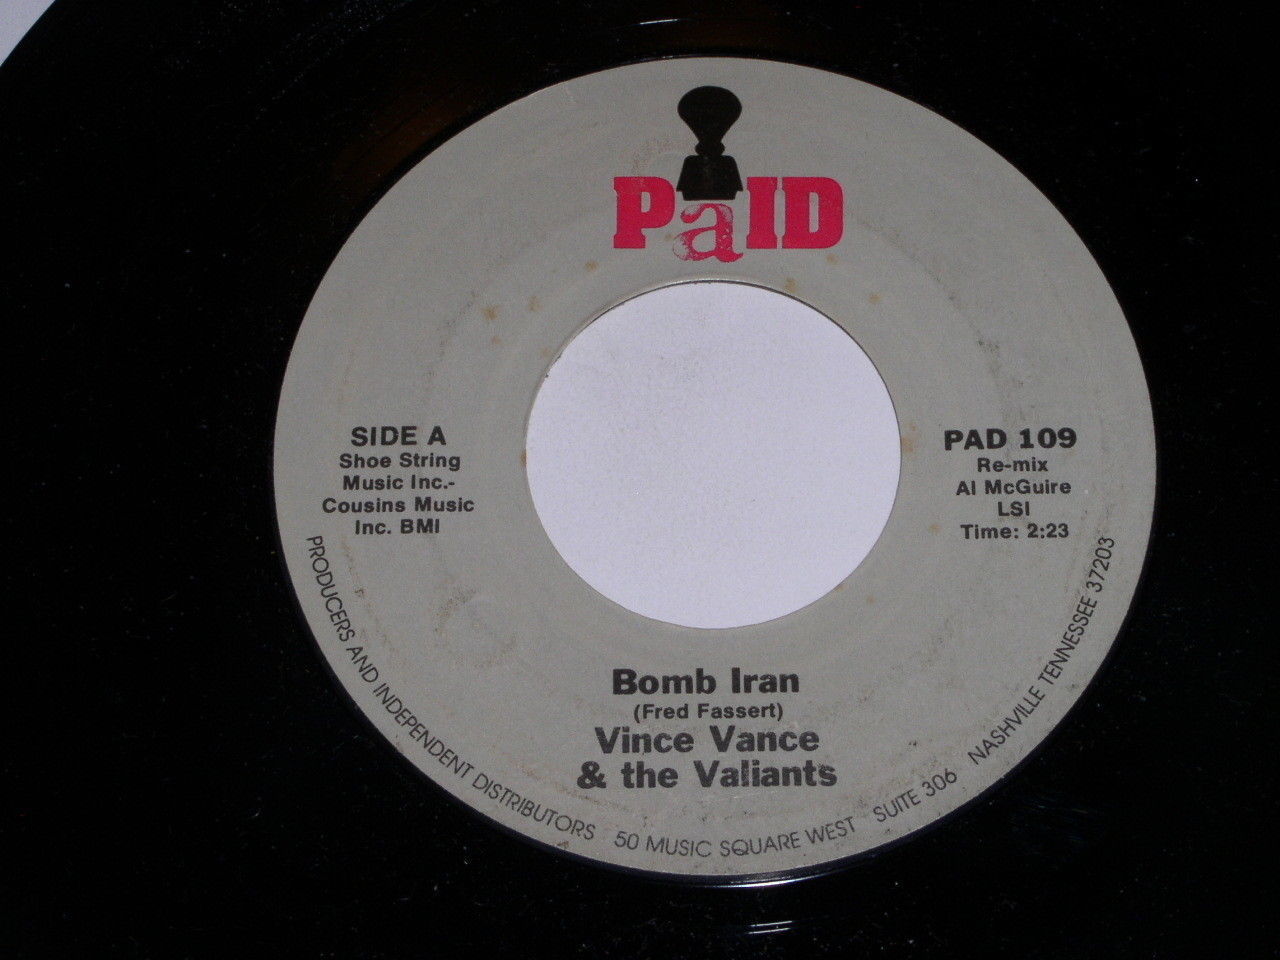 PaID
SIDE A
Shoe String
Music Inc.-
Cousins Music
Inc. BMI
PAD 109
Re-mix
Al McGuire
LSI
Time: 2:23
Bomb Iran
(Fred Fassert)
Vince Vance
& the Valiants
PRODUCERS AND INDEPENDENT DISTRIBUTORS 50 MUSIC SQUARE WEST SUITE 306 NASHVILLE TENNESSEE 37203